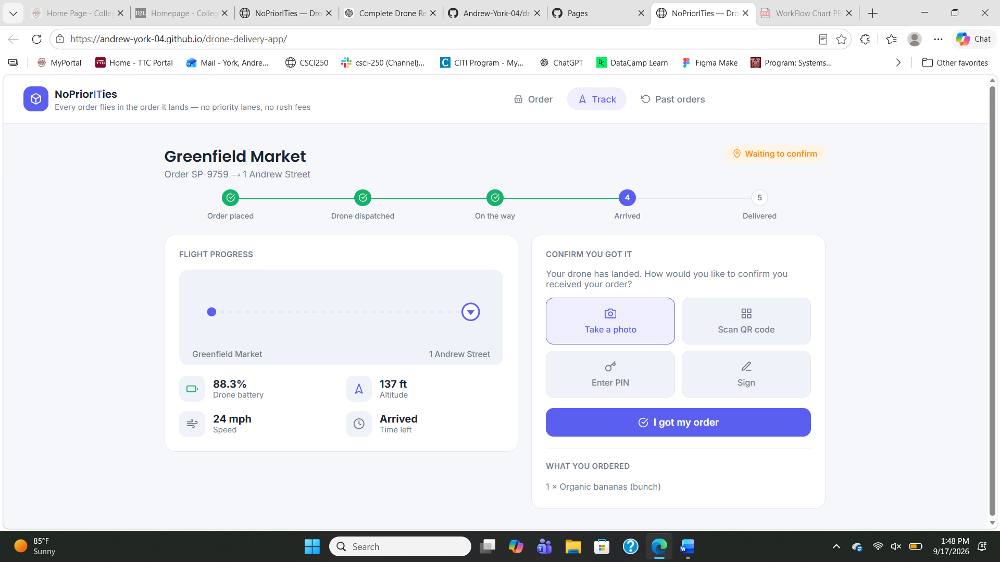 Home Page - Colleg
Homepage - Colleg
NoPriorITies — Dro
Complete Drone Re
Andrew-York-04/dr
Pages
NoPriorITies — Dro
WorkFlow Chart PR
https://andrew-york-04.github.io/drone-delivery-app/
Chat
MyPortal
Home - TTC Portal
Mail - York, Andre...
CSCI250
csci-250 (Channel)...
CITI Program - My...
ChatGPT
DataCamp Learn
Figma Make
Program: Systems...
Other favorites
NoPriorITies
Every order flies in the order it lands — no priority lanes, no rush fees
Order
Track
Past orders
Greenfield Market
Waiting to confirm
Order SP-9759 → 1 Andrew Street
4
5
Order placed
Drone dispatched
On the way
Arrived
Delivered
FLIGHT PROGRESS
Greenfield Market
1 Andrew Street
88.3%
Drone battery
137 ft
Altitude
24 mph
Speed
Arrived
Time left
CONFIRM YOU GOT IT
Your drone has landed. How would you like to confirm you
received your order?
Take a photo
Scan QR code
Enter PIN
Sign
I got my order
WHAT YOU ORDERED
1 × Organic bananas (bunch)
85°F
Sunny
Search
1:48 PM
9/17/2026